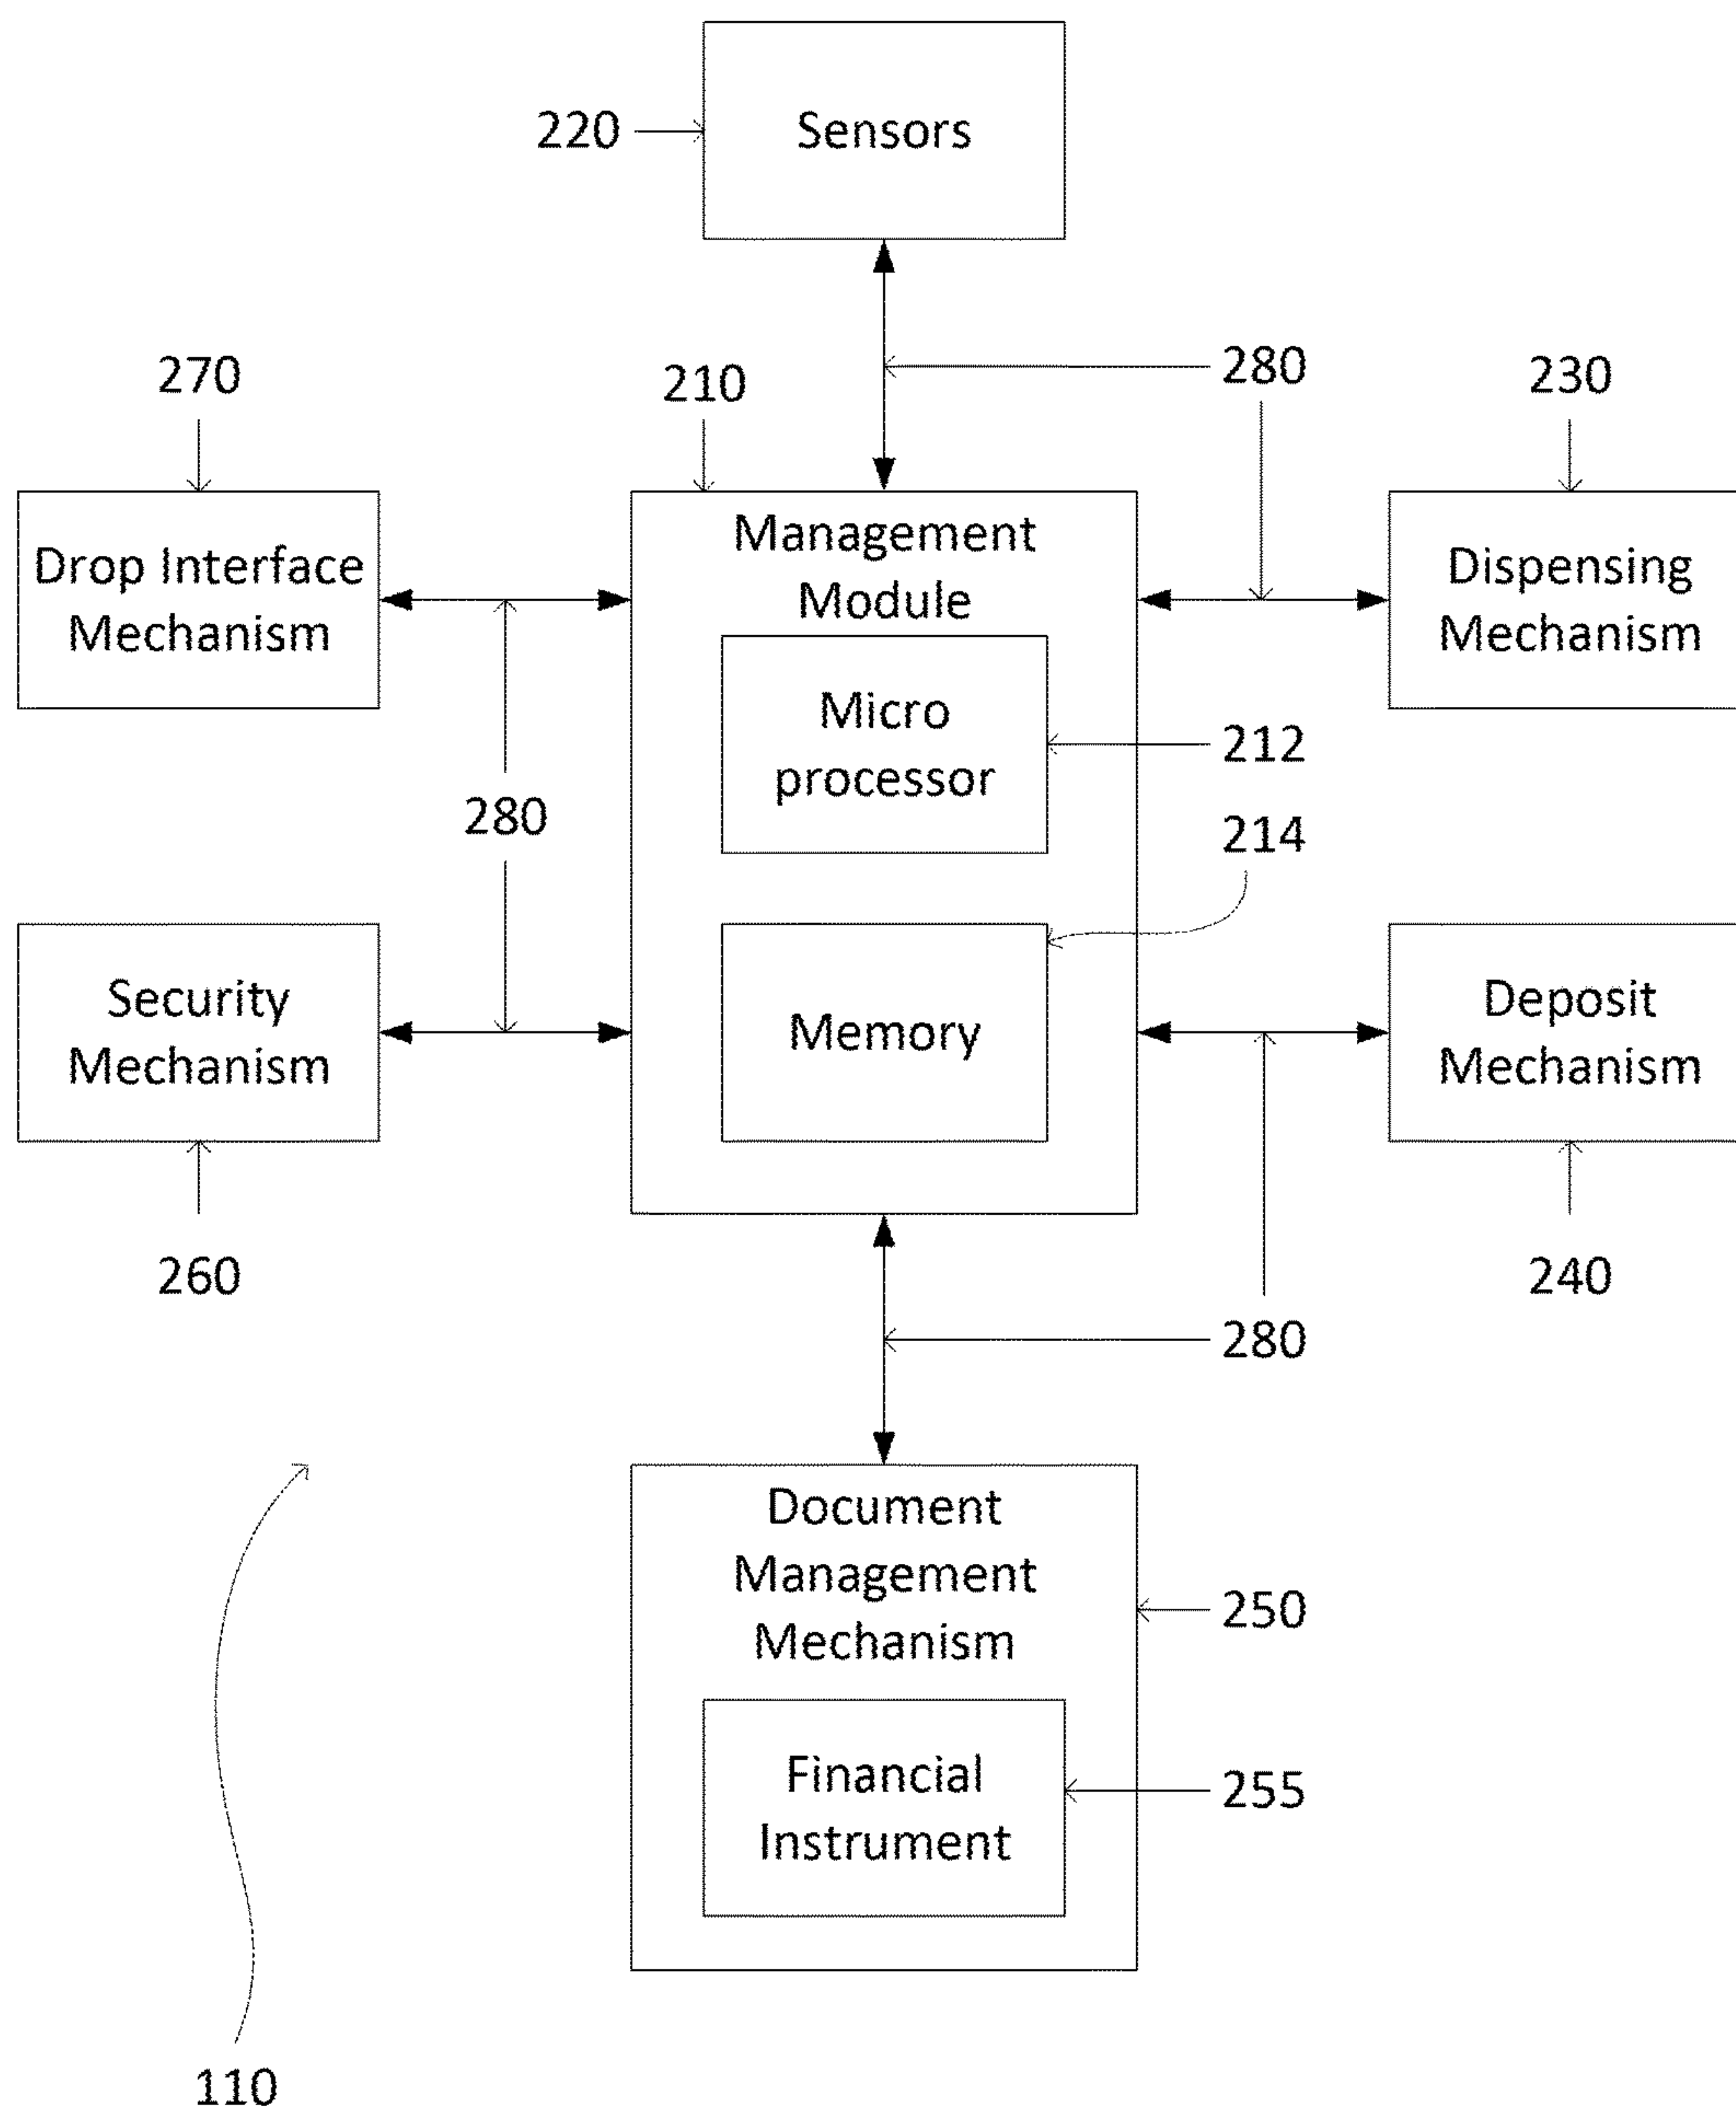 Sensors
220
280
270
210
230
Drop Interface
Mechanism
Management
Module
Dispensing
Mechanism
Micro
processor
212
280
214
Security
Mechanism
Memory
Deposit
Mechanism
260
240
280
Document
Management
Mechanism
250
Financial
Instrument
255
110